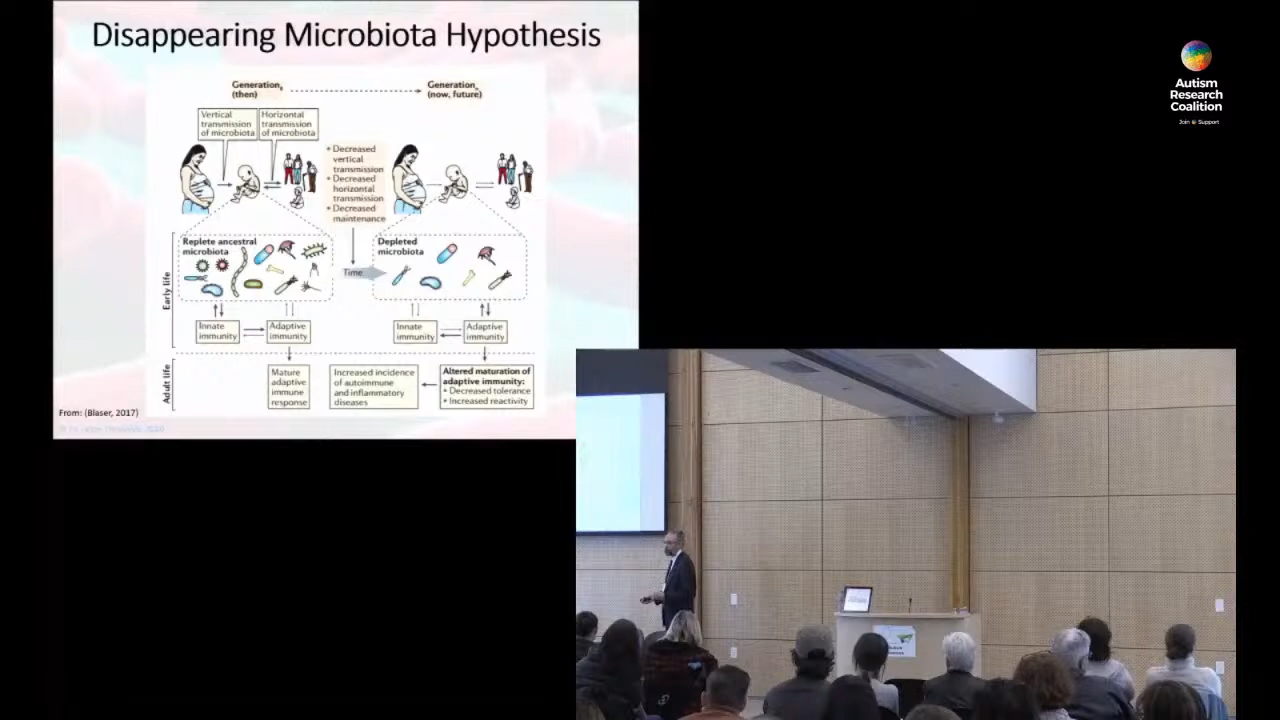 Disappearing Microbiota Hypothesis
Generation
(then)
Generation
(now, future)
Vertical
transmission
of microbiota
Horizontal
transmission
of microbiota
• Decreased
vertical
transmission
• Decreased
horizontal
transmission
• Decreased
maintenance
Replete ancestral
microbiota
Time
Depleted
microbiota
Early life
Innate
immunity
Adaptive
immunity
Innate
immunity
Adaptive
immunity
Adult life
Mature
adaptive
immune
response
Increased incidence
of autoimmune
and inflammatory
diseases
Altered maturation of
adaptive immunity:
• Decreased tolerance
• Increased reactivity
From: (Blaser, 2017)
Autism
Research
Coalition
Join & Support